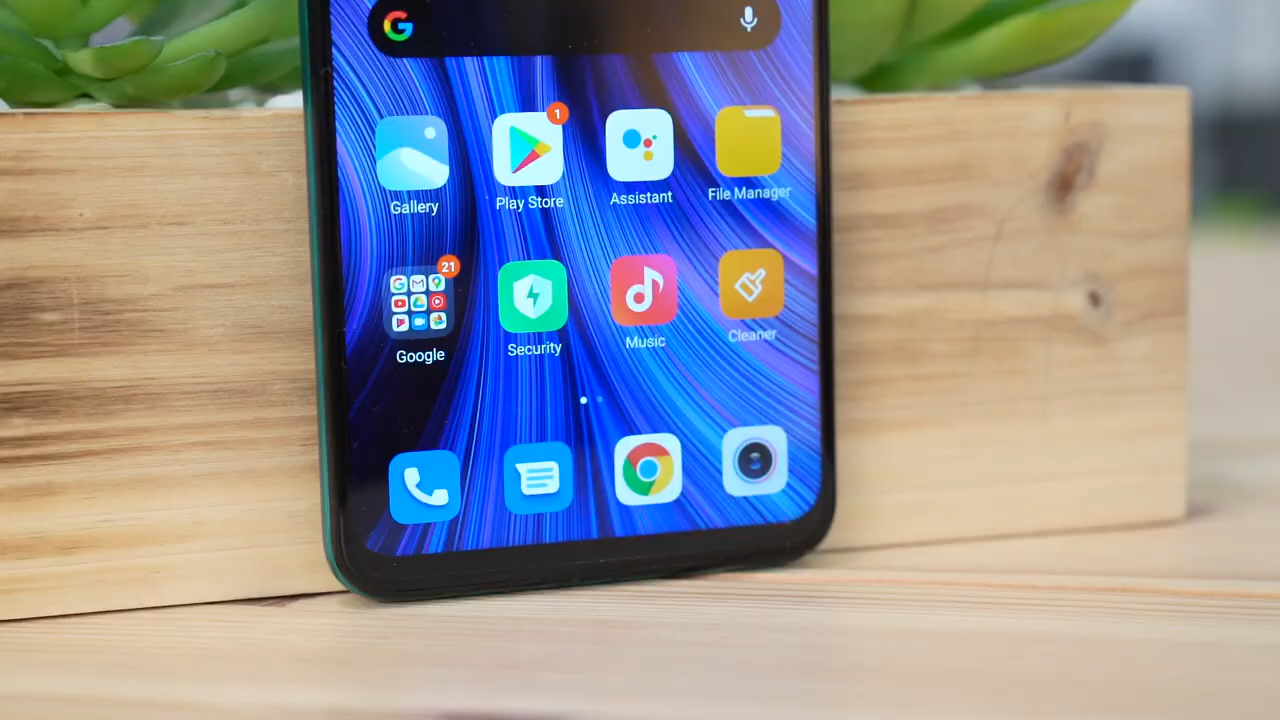 G
1
Gallery
Play Store
Assistant
File Manager
21
Google
Security
Music
Cleaner